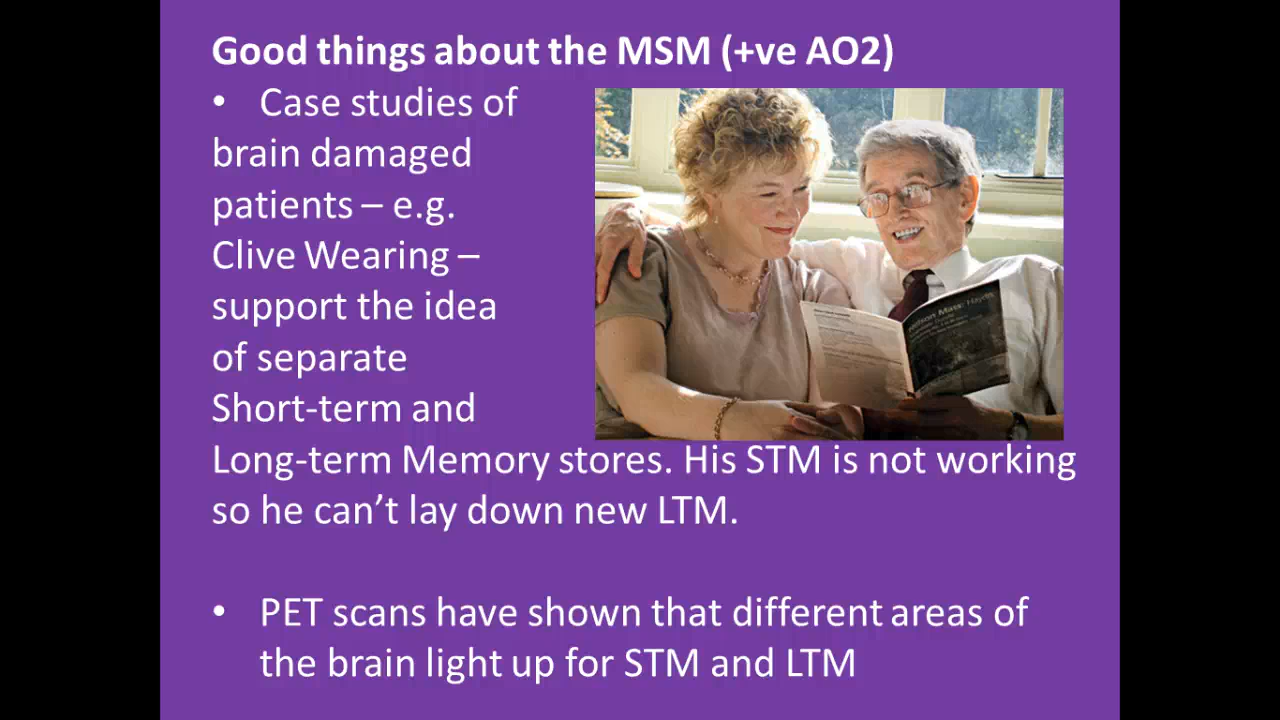 Good things about the MSM (+ve AO2)
• Case studies of
brain damaged
patients – e.g.
Clive Wearing –
support the idea
of separate
Short-term and
Long-term Memory stores. His STM is not working
so he can't lay down new LTM.
• PET scans have shown that different areas of
the brain light up for STM and LTM